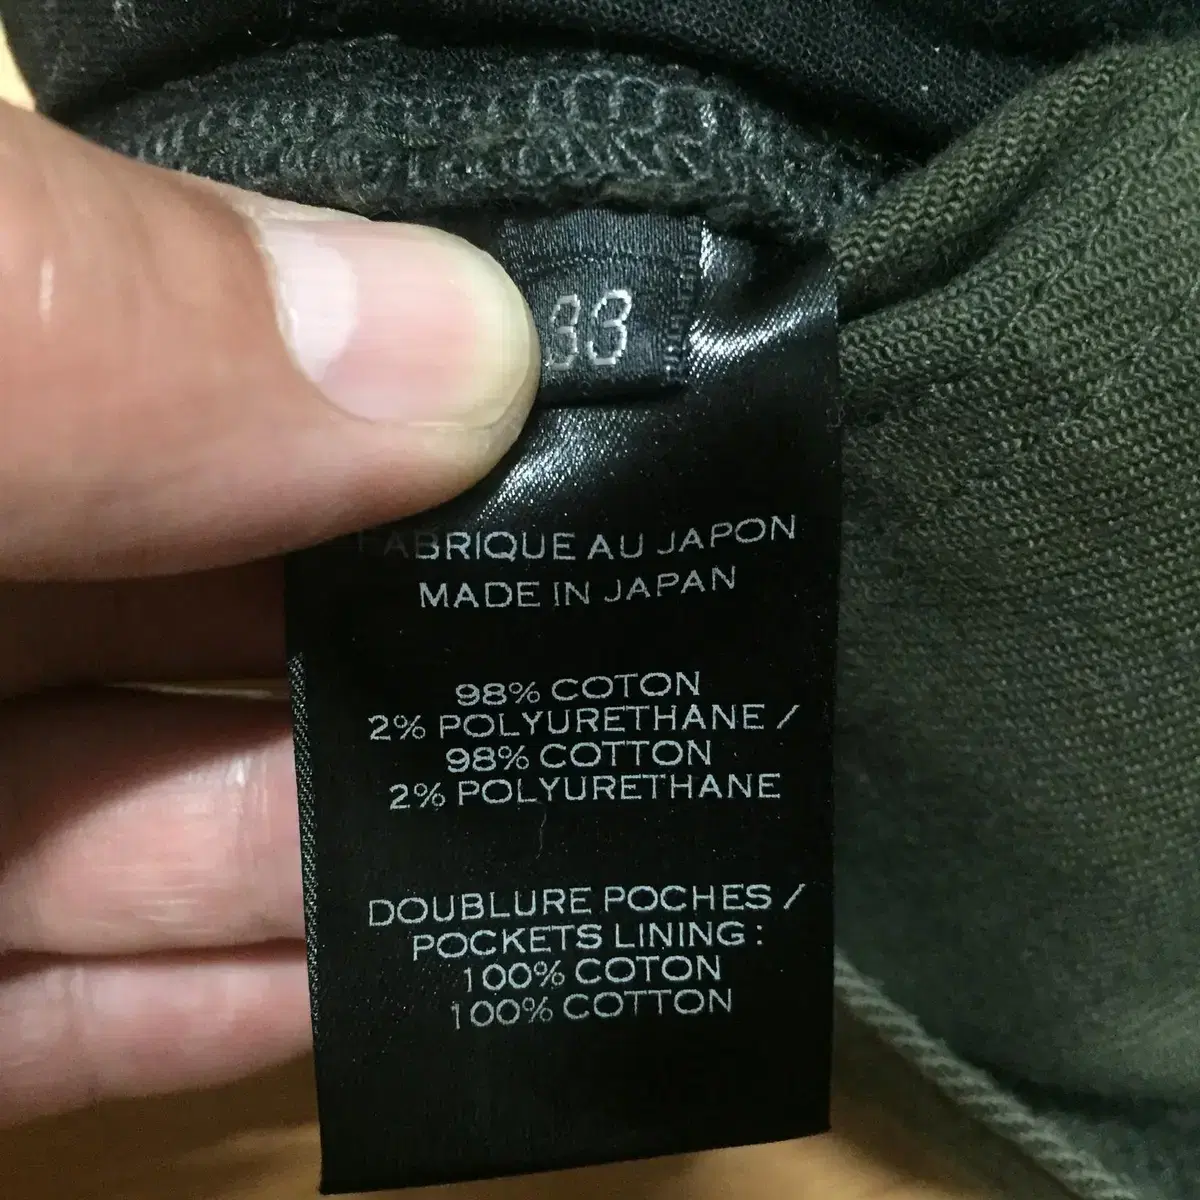 33
FABRIQUE AU JAPON
MADE IN JAPAN
98% COTON
2% POLYURETHANE /
98% COTTON
2% POLYURETHANE
DOUBLURE POCHES /
POCKETS LINING :
100% COTON
100% COTTON